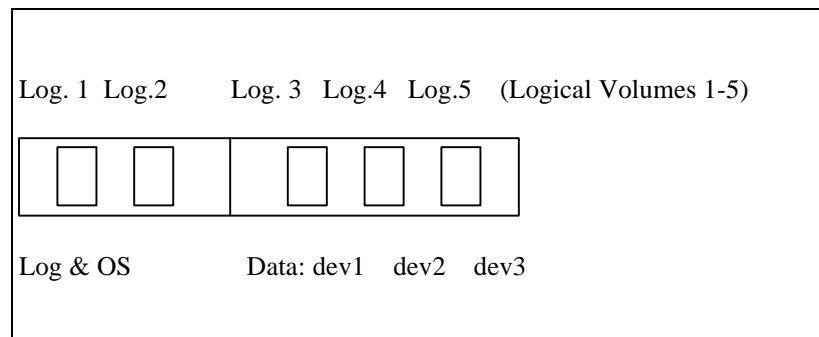 Log. 1 Log.2 Log. 3 Log.4 Log.5 (Logical Volumes 1-5)
Log & OS Data: dev1 dev2 dev3